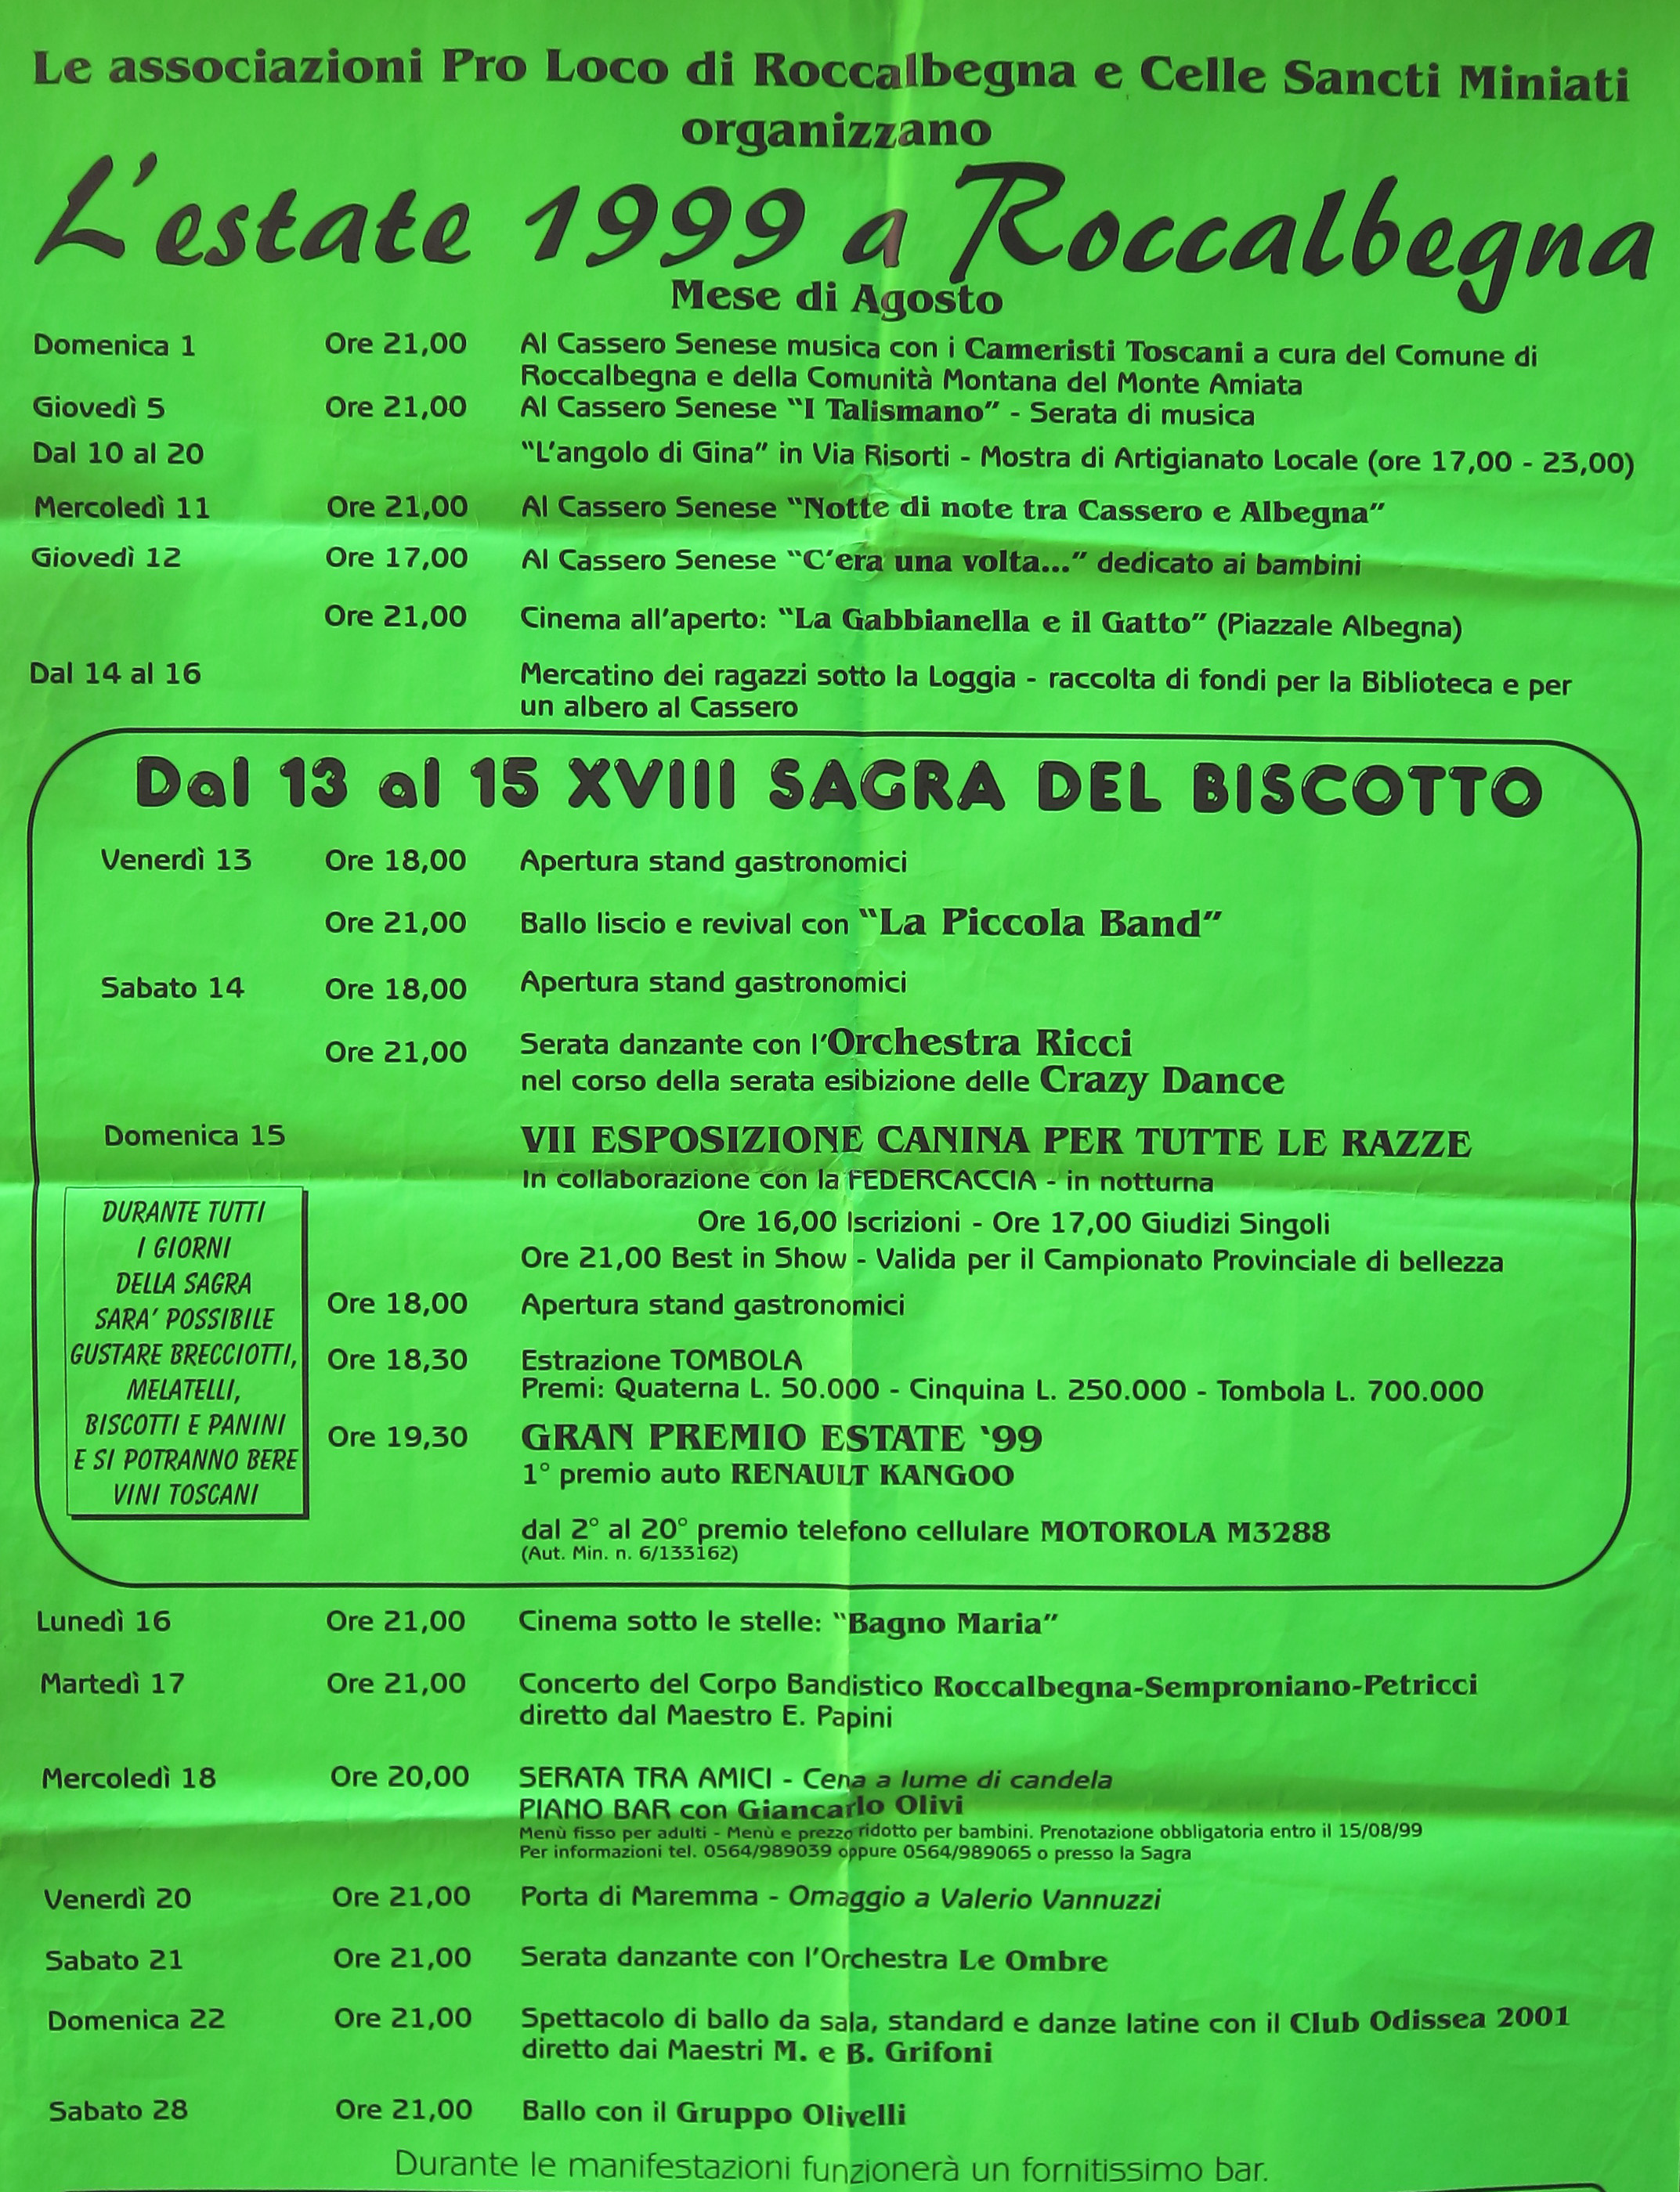 Le associazioni Pro Loco di Roccalbegna e Celle Sancti Miniati
organizzano
L'estate 1999 a Roccalbegna
Mese di Agosto
Domenica 1 Ore 21,00 Al Cassero Senese musica con i Cameristi Toscani a cura del Comune di
Roccalbegna e della Comunità Montana del Monte Amiata
Giovedì 5 Ore 21,00 Al Cassero Senese "I Talismano" - Serata di musica
Dal 10 al 20 "L'angolo di Gina" in Via Risorti - Mostra di Artigianato Locale (ore 17,00 - 23,00)
Mercoledì 11 Ore 21,00 Al Cassero Senese "Notte di note tra Cassero e Albegna"
Giovedì 12 Ore 17,00 Al Cassero Senese "C'era una volta..." dedicato ai bambini
Ore 21,00 Cinema all'aperto: "La Gabbianella e il Gatto" (Piazzale Albegna)
Dal 14 al 16 Mercatino dei ragazzi sotto la Loggia - raccolta di fondi per la Biblioteca e per
un albero al Cassero
Dal 13 al 15 XVIII SAGRA DEL BISCOTTO
Venerdì 13 Ore 18,00 Apertura stand gastronomici
Ore 21,00 Ballo liscio e revival con "La Piccola Band"
Sabato 14 Ore 18,00 Apertura stand gastronomici
Ore 21,00 Serata danzante con l'Orchestra Ricci
nel corso della serata esibizione delle Crazy Dance
Domenica 15 VII ESPOSIZIONE CANINA PER TUTTE LE RAZZE
In collaborazione con la FEDERCACCIA - in notturna
Ore 16,00 Iscrizioni - Ore 17,00 Giudizi Singoli
Ore 21,00 Best in Show - Valida per il Campionato Provinciale di bellezza
Ore 18,00 Apertura stand gastronomici
Ore 18,30 Estrazione TOMBOLA
Premi: Quaterna L. 50.000 - Cinquina L. 250.000 - Tombola L. 700.000
Ore 19,30 GRAN PREMIO ESTATE '99
1° premio auto RENAULT KANGOO
dal 2° al 20° premio telefono cellulare MOTOROLA M3288
(Aut. Min. n. 6/133162)
DURANTE TUTTI
I GIORNI
DELLA SAGRA
SARA' POSSIBILE
GUSTARE BRECCIOTTI,
MELATELLI,
BISCOTTI E PANINI
E SI POTRANNO BERE
VINI TOSCANI
Lunedì 16 Ore 21,00 Cinema sotto le stelle: "Bagno Maria"
Martedì 17 Ore 21,00 Concerto del Corpo Bandistico Roccalbegna-Semproniano-Petricci
diretto dal Maestro E. Papini
Mercoledì 18 Ore 20,00 SERATA TRA AMICI - Cena a lume di candela
PIANO BAR con Giancarlo Olivi
Menù fisso per adulti - Menù e prezzo ridotto per bambini. Prenotazione obbligatoria entro il 15/08/99
Per informazioni tel. 0564/989039 oppure 0564/989065 o presso la Sagra
Venerdì 20 Ore 21,00 Porta di Maremma - Omaggio a Valerio Vannuzzi
Sabato 21 Ore 21,00 Serata danzante con l'Orchestra Le Ombre
Domenica 22 Ore 21,00 Spettacolo di ballo da sala, standard e danze latine con il Club Odissea 2001
diretto dai Maestri M. e B. Grifoni
Sabato 28 Ore 21,00 Ballo con il Gruppo Olivelli
Durante le manifestazioni funzionerà un fornitissimo bar.